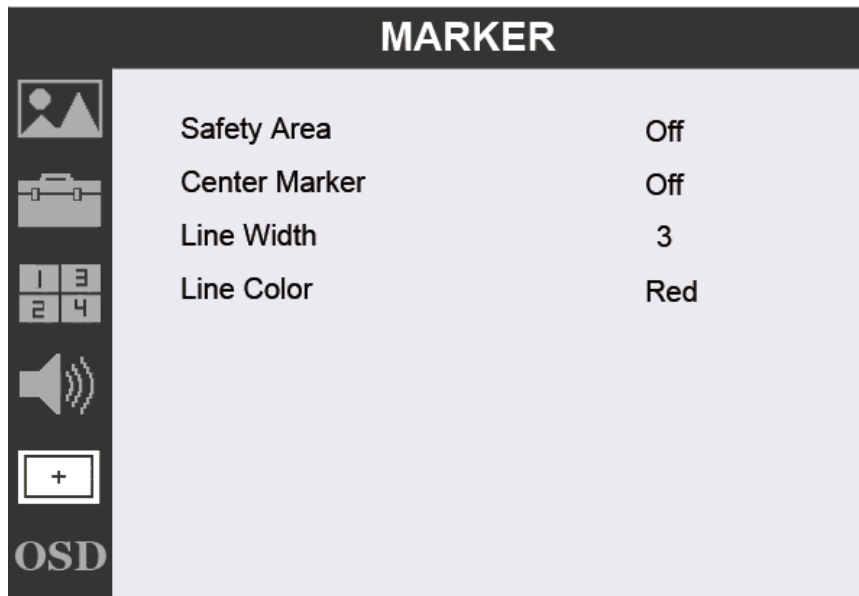 MARKER
Safety Area Off
Center Marker Off
Line Width 3
Line Color Red
1 3
2 4
OSD